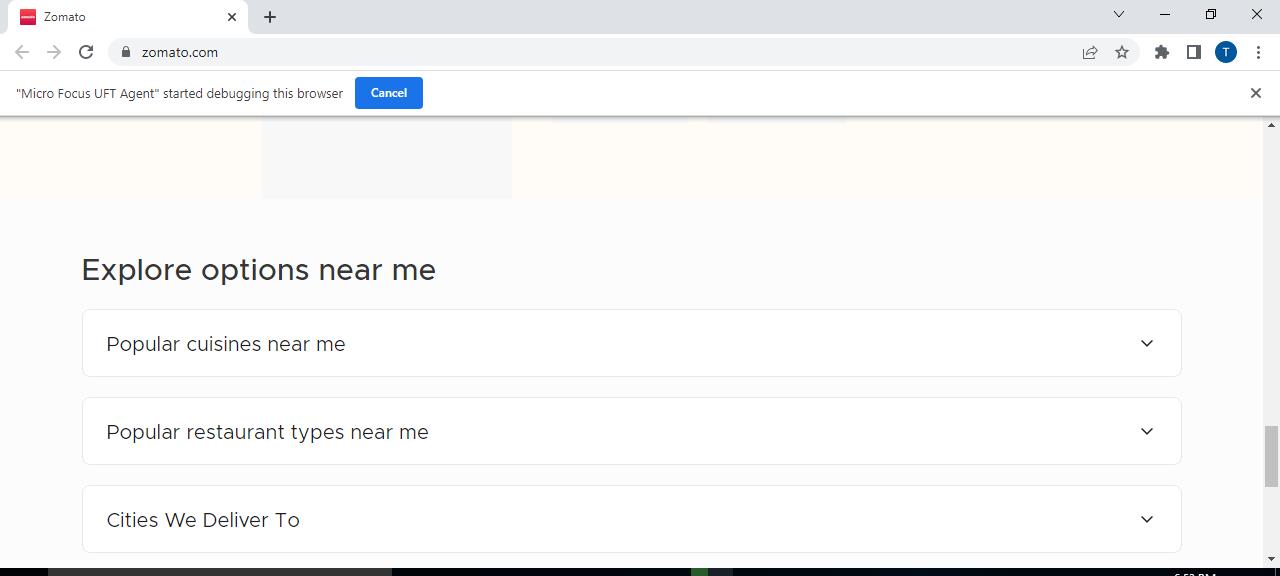 Zomato
zomato.com
T
"Micro Focus UFT Agent" started debugging this browser
Cancel
Explore options near me
Popular cuisines near me
Popular restaurant types near me
Cities We Deliver To